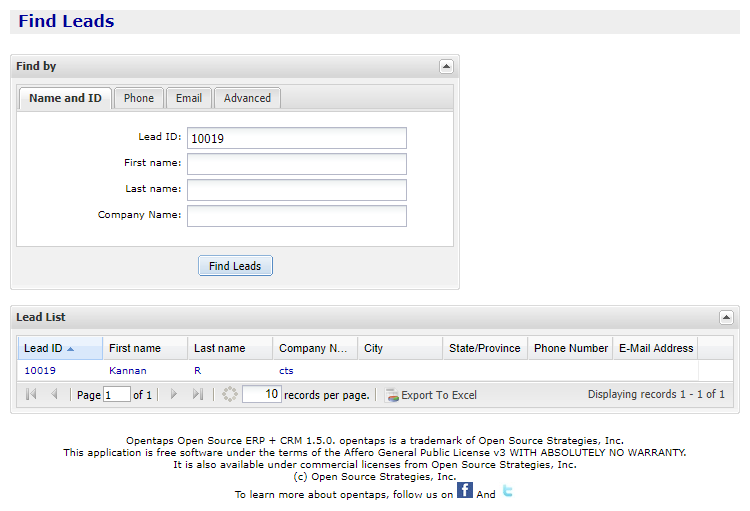 Find Leads
Find by
Name and ID Phone Email Advanced
Lead ID: 10019
First name:
Last name:
Company Name:
Find Leads
Lead List
Lead ID First name Last name Company N... City State/Province Phone Number E-Mail Address
10019 Kannan R cts
Page 1 of 1 10 records per page. Export To Excel Displaying records 1 - 1 of 1
Opentaps Open Source ERP + CRM 1.5.0. opentaps is a trademark of Open Source Strategies, Inc.
This application is free software under the terms of the Affero General Public License v3 WITH ABSOLUTELY NO WARRANTY.
It is also available under commercial licenses from Open Source Strategies, Inc.
(c) Open Source Strategies, Inc.
To learn more about opentaps, follow us on f And t